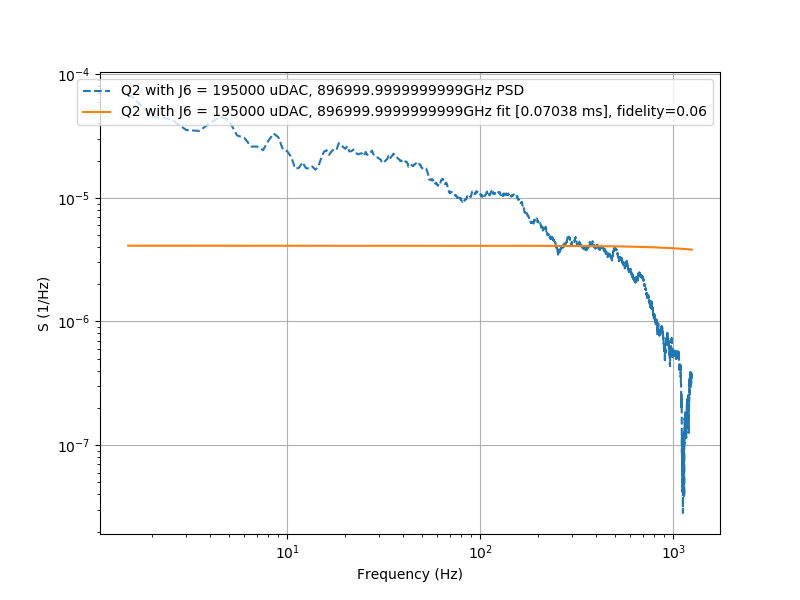 Q2 with J6 = 195000 uDAC, 896999.9999999999GHz PSD
Q2 with J6 = 195000 uDAC, 896999.9999999999GHz fit [0.07038 ms], fidelity=0.06
10⁻⁴
10⁻⁵
10⁻⁶
10⁻⁷
S (1/Hz)
10¹ 10² 10³
Frequency (Hz)